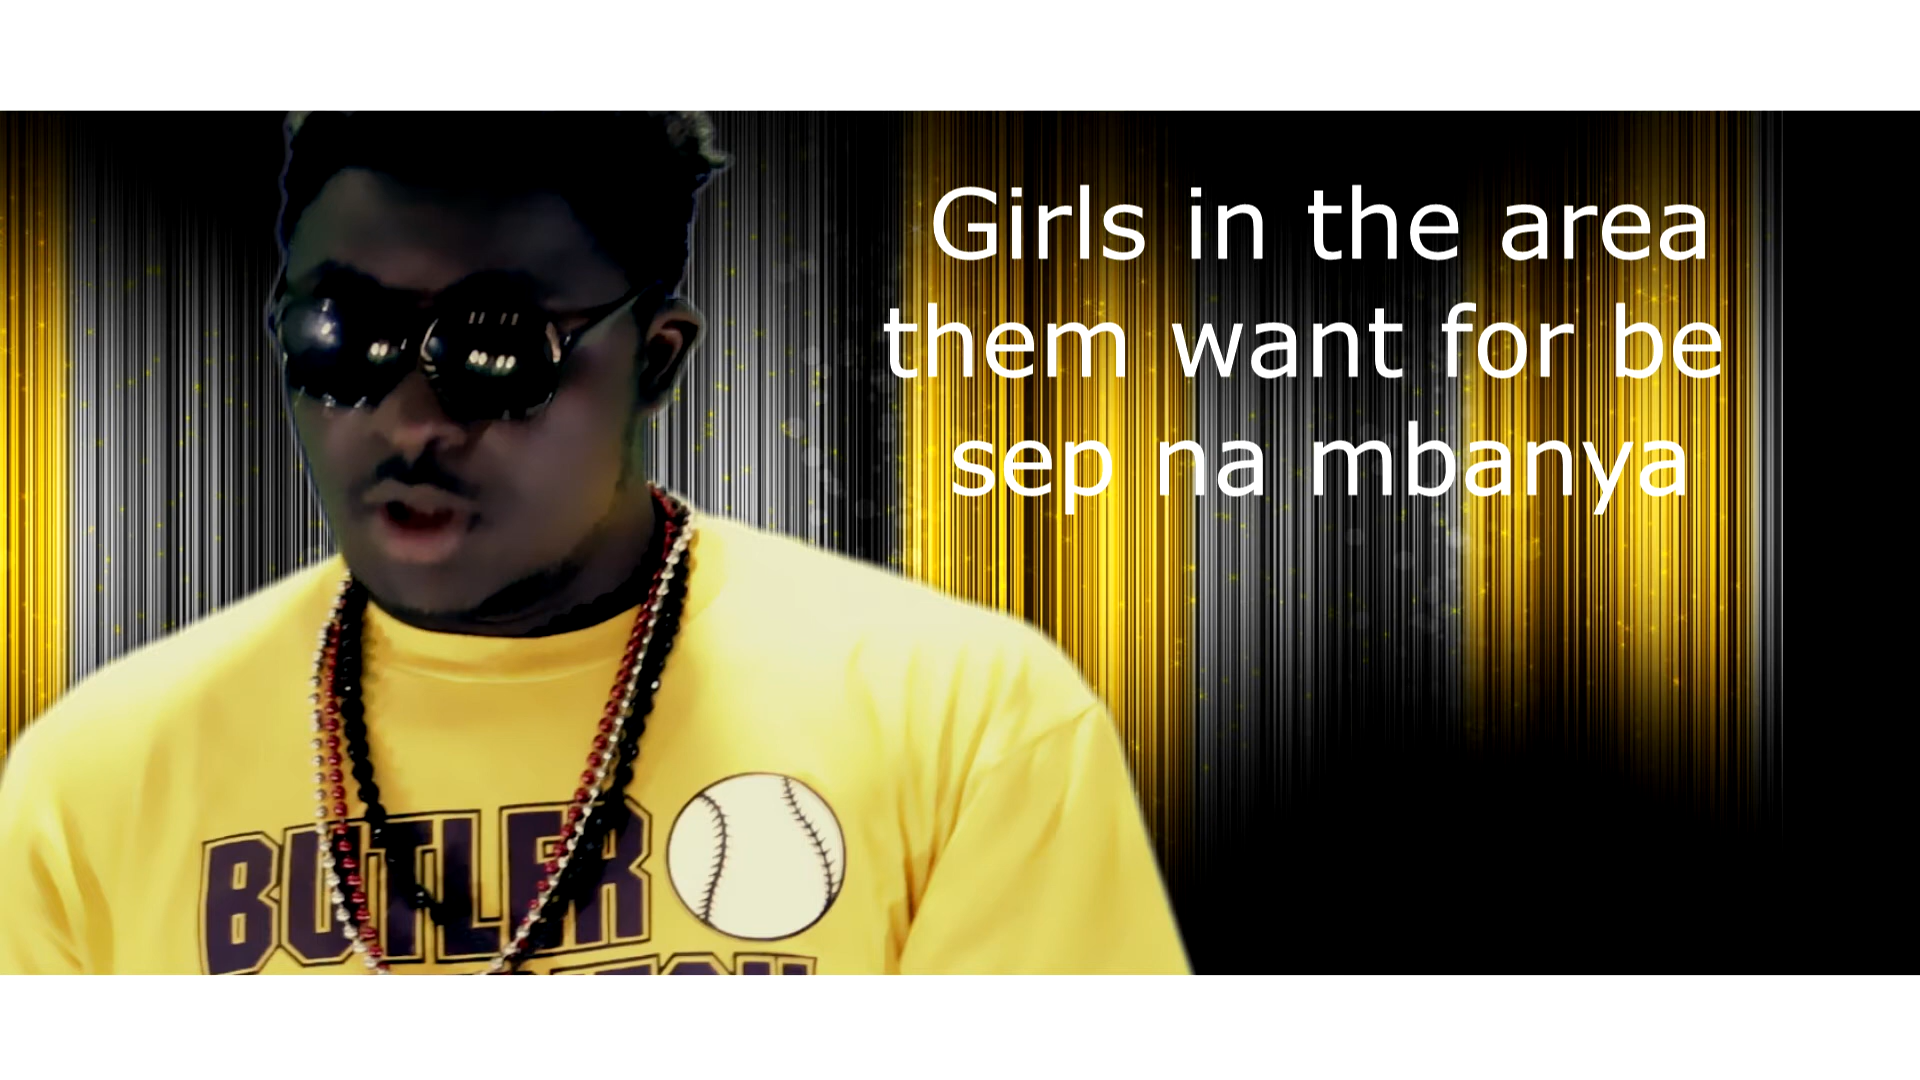 Girls in the area
them want for be
sep na mbanya
BUTLER